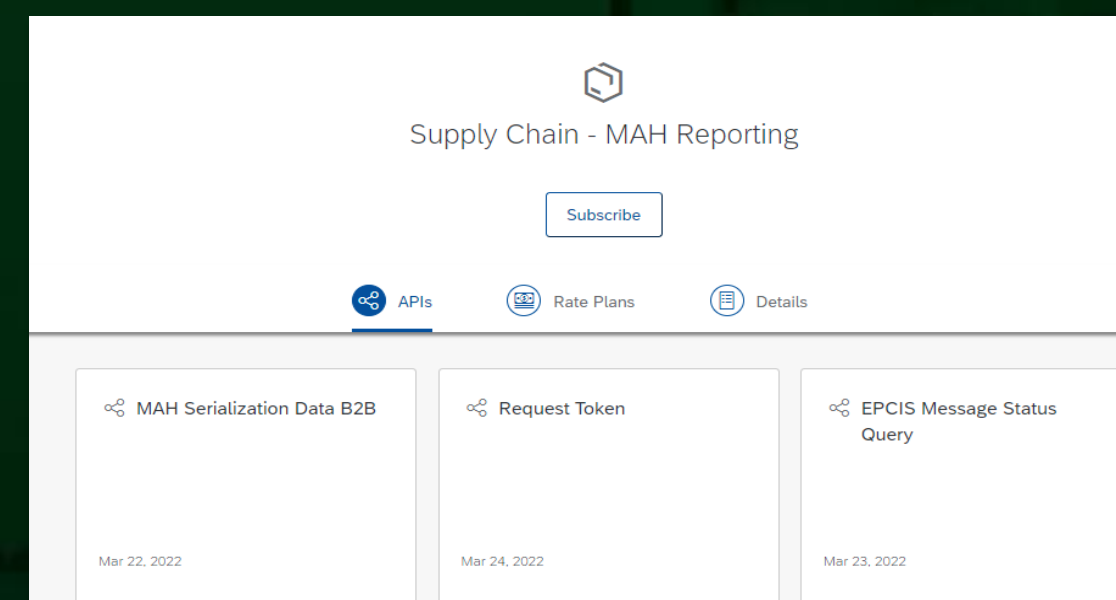 Supply Chain - MAH Reporting
Subscribe
APIs
Rate Plans
Details
MAH Serialization Data B2B
Request Token
EPCIS Message Status
Query
Mar 22, 2022
Mar 24, 2022
Mar 23, 2022